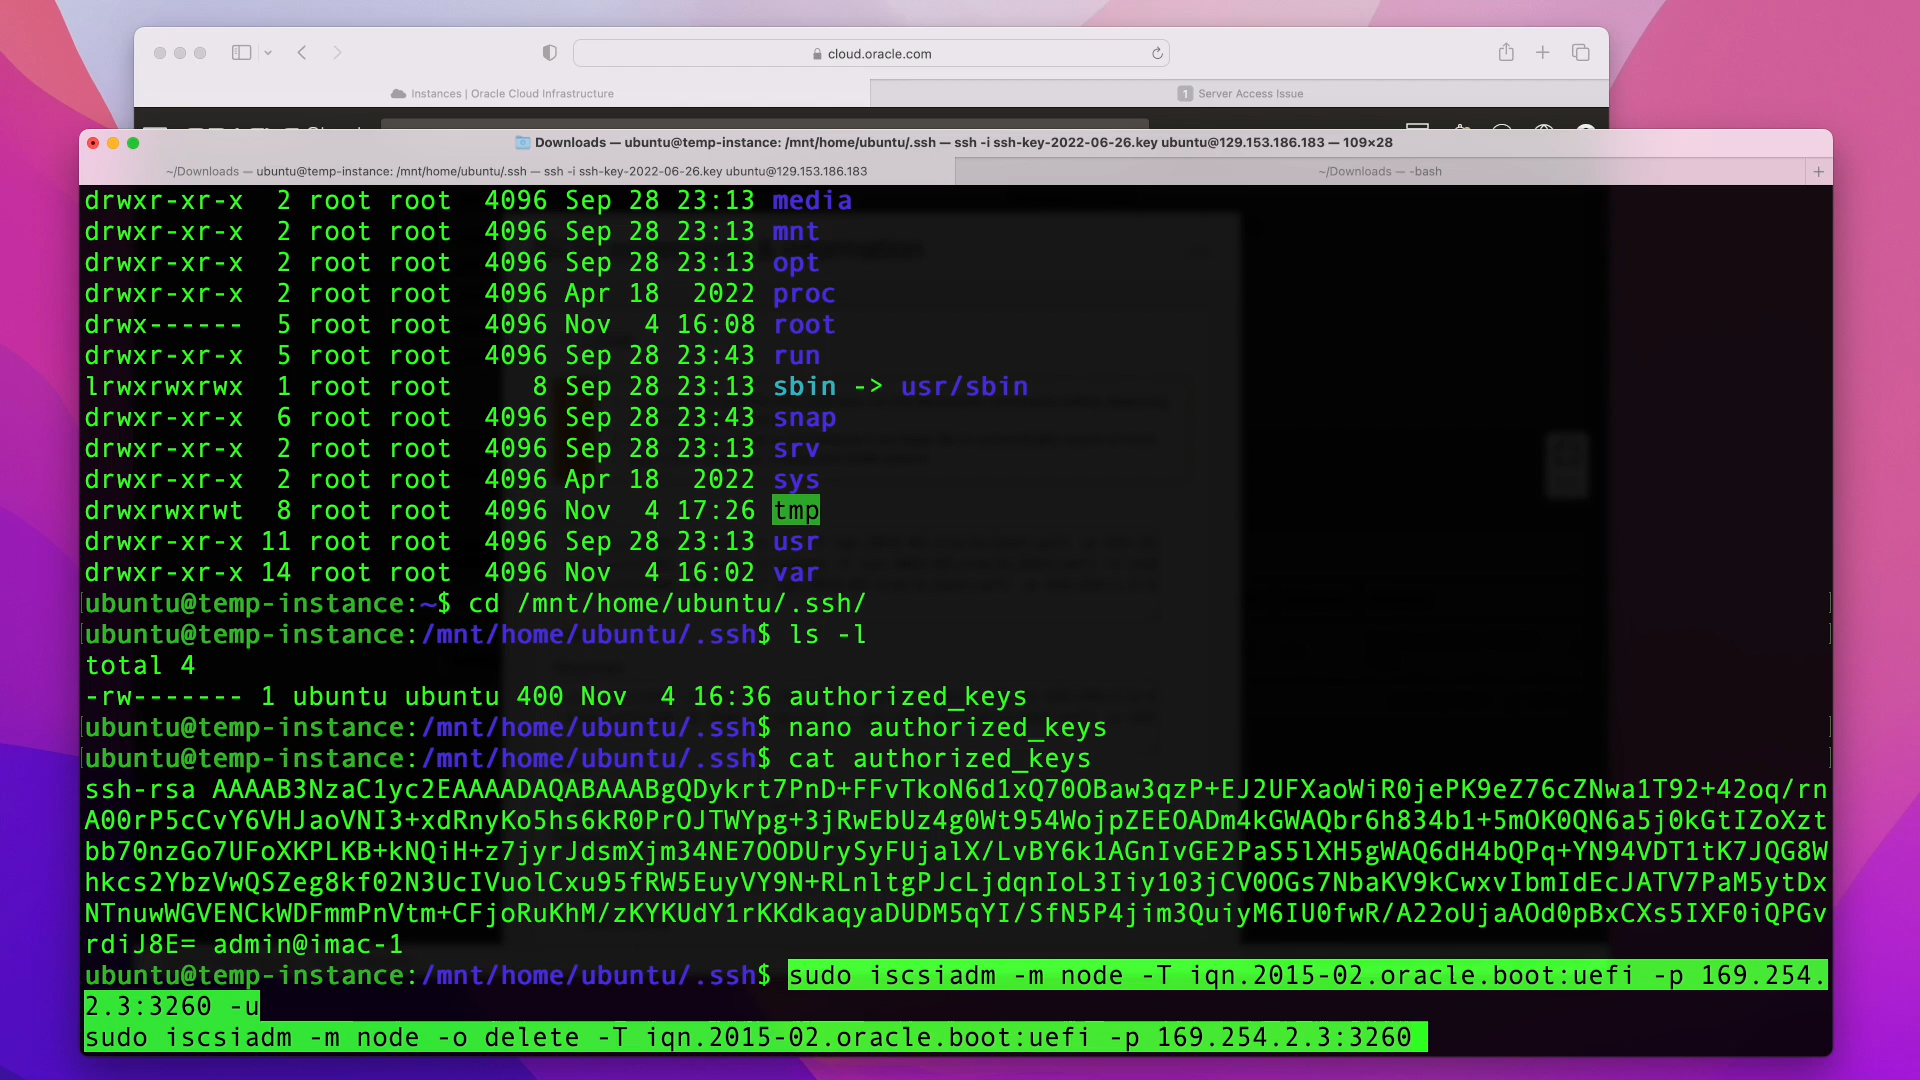 cloud.oracle.com
Instances | Oracle Cloud Infrastructure
1 Server Access Issue
Downloads — ubuntu@temp-instance: /mnt/home/ubuntu/.ssh — ssh -i ssh-key-2022-06-26.key ubuntu@129.153.186.183 — 109×28
~/Downloads — ubuntu@temp-instance: /mnt/home/ubuntu/.ssh — ssh -i ssh-key-2022-06-26.key ubuntu@129.153.186.183
~/Downloads — -bash
drwxr-xr-x  2 root root  4096 Sep 28 23:13 media
drwxr-xr-x  2 root root  4096 Sep 28 23:13 mnt
drwxr-xr-x  2 root root  4096 Sep 28 23:13 opt
drwxr-xr-x  2 root root  4096 Apr 18  2022 proc
drwx------  5 root root  4096 Nov  4 16:08 root
drwxr-xr-x  5 root root  4096 Sep 28 23:43 run
lrwxrwxrwx  1 root root     8 Sep 28 23:13 sbin -> usr/sbin
drwxr-xr-x  6 root root  4096 Sep 28 23:43 snap
drwxr-xr-x  2 root root  4096 Sep 28 23:13 srv
drwxr-xr-x  2 root root  4096 Apr 18  2022 sys
drwxrwxrwt  8 root root  4096 Nov  4 17:26 tmp
drwxr-xr-x 11 root root  4096 Sep 28 23:13 usr
drwxr-xr-x 14 root root  4096 Nov  4 16:02 var
ubuntu@temp-instance:~$ cd /mnt/home/ubuntu/.ssh/
ubuntu@temp-instance:/mnt/home/ubuntu/.ssh$ ls -l
total 4
-rw------- 1 ubuntu ubuntu 400 Nov  4 16:36 authorized_keys
ubuntu@temp-instance:/mnt/home/ubuntu/.ssh$ nano authorized_keys
ubuntu@temp-instance:/mnt/home/ubuntu/.ssh$ cat authorized_keys
ssh-rsa AAAAB3NzaC1yc2EAAAADAQABAAABgQDykrt7PnD+FFvTkoN6d1xQ70OBaw3qzP+EJ2UFXaoWiR0jePK9eZ76cZNwa1T92+42oq/rn
A00rP5cCvY6VHJaoVNI3+xdRnyKo5hs6kR0PrOJTWYpg+3jRwEbUz4g0Wt954WojpZEEOADm4kGWAQbr6h834b1+5mOK0QN6a5j0kGtIZoXzt
bb70nzGo7UFoXKPLKB+kNQiH+z7jyrJdsmXjm34NE7OODUrySyFUjalX/LvBY6k1AGnIvGE2PaS5lXH5gWAQ6dH4bQPq+YN94VDT1tK7JQG8W
hkcs2YbzVwQSZeg8kf02N3UcIVuolCxu95fRW5EuyVY9N+RLnltgPJcLjdqnIoL3Iiy103jCV0OGs7NbaKV9kCwxvIbmIdEcJATV7PaM5ytDx
NTnuwWGVENCkWDFmmPnVtm+CFjoRuKhM/zKYKUdY1rKKdkaqyaDUDM5qYI/SfN5P4jim3QuiyM6IU0fwR/A22oUjaAOd0pBxCXs5IXF0iQPGv
rdiJ8E= admin@imac-1
ubuntu@temp-instance:/mnt/home/ubuntu/.ssh$ sudo iscsiadm -m node -T iqn.2015-02.oracle.boot:uefi -p 169.254.
2.3:3260 -u
sudo iscsiadm -m node -o delete -T iqn.2015-02.oracle.boot:uefi -p 169.254.2.3:3260